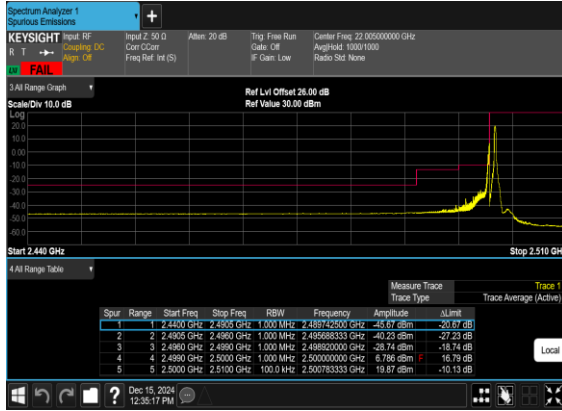 Spectrum Analyzer 1
Spurious Emissions
+
KEYSIGHT Input: RF Input Z: 50 Ω Atten: 20 dB Trig: Free Run Center Freq: 22.005000000 GHz
R T Coupling: DC Corr CCorr Gate: Off Avg|Hold: 1000/1000
Align: Off Freq Ref: Int (S) IF Gain: Low Radio Std: None
FAIL
3 All Range Graph
Ref Lvl Offset 26.00 dB
Scale/Div 10.0 dB Ref Value 30.00 dBm
Log
20.0
10.0
0.00
-10.0
-20.0
-30.0
-40.0
-50.0
-60.0
Start 2.440 GHz Stop 2.510 GH
4 All Range Table
Measure Trace Trace 1
Trace Type Trace Average (Active)
Spur Range Start Freq Stop Freq RBW Frequency Amplitude ΔLimit
1 1 2.4400 GHz 2.4905 GHz 1.000 MHz 2.489742500 GHz -45.67 dBm -20.67 dB
2 2 2.4905 GHz 2.4960 GHz 1.000 MHz 2.495688333 GHz -40.23 dBm -27.23 dB
3 3 2.4960 GHz 2.4990 GHz 1.000 MHz 2.498920000 GHz -28.74 dBm -18.74 dB
4 4 2.4990 GHz 2.5000 GHz 1.000 MHz 2.500000000 GHz 6.786 dBm F 16.79 dB
5 5 2.5000 GHz 2.5100 GHz 100.0 kHz 2.500783333 GHz 19.87 dBm -10.13 dB
Local
? Dec 15, 2024
12:35:17 PM